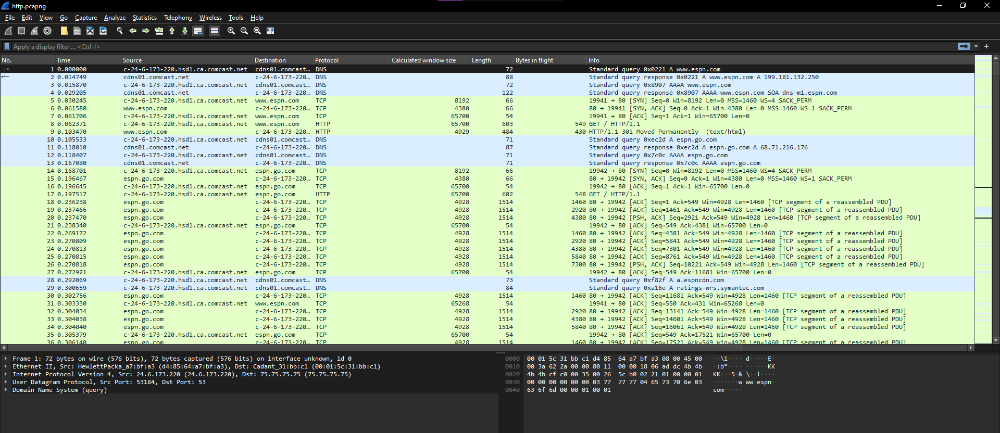 http.pcapng
File Edit View Go Capture Analyze Statistics Telephony Wireless Tools Help
Apply a display filter ... <Ctrl-/>
No. Time Source Destination Protocol Calculated window size Length Bytes in flight Info
1 0.000000 c-24-6-173-220.hsd1.ca.comcast.net cdns01.comcast… DNS 72 Standard query 0x0221 A www.espn.com
2 0.014749 cdns01.comcast.net c-24-6-173-220… DNS 88 Standard query response 0x0221 A www.espn.com A 199.181.132.250
3 0.015870 c-24-6-173-220.hsd1.ca.comcast.net cdns01.comcast… DNS 72 Standard query 0x8907 AAAA www.espn.com
4 0.029205 cdns01.comcast.net c-24-6-173-220… DNS 122 Standard query response 0x8907 AAAA www.espn.com SOA dns-m1.espn.com
5 0.030245 c-24-6-173-220.hsd1.ca.comcast.net www.espn.com TCP 8192 66 19941 → 80 [SYN] Seq=0 Win=8192 Len=0 MSS=1460 WS=4 SACK_PERM
6 0.061580 www.espn.com c-24-6-173-220… TCP 4380 66 80 → 19941 [SYN, ACK] Seq=0 Ack=1 Win=4380 Len=0 MSS=1460 WS=1 SACK_PERM
7 0.061706 c-24-6-173-220.hsd1.ca.comcast.net www.espn.com TCP 65700 54 19941 → 80 [ACK] Seq=1 Ack=1 Win=65700 Len=0
8 0.062371 c-24-6-173-220.hsd1.ca.comcast.net www.espn.com HTTP 65700 603 549 GET / HTTP/1.1
9 0.103470 www.espn.com c-24-6-173-220… HTTP 4929 484 430 HTTP/1.1 301 Moved Permanently  (text/html)
10 0.105533 c-24-6-173-220.hsd1.ca.comcast.net cdns01.comcast… DNS 71 Standard query 0xec2d A espn.go.com
11 0.118010 cdns01.comcast.net c-24-6-173-220… DNS 87 Standard query response 0xec2d A espn.go.com A 68.71.216.176
12 0.118407 c-24-6-173-220.hsd1.ca.comcast.net cdns01.comcast… DNS 71 Standard query 0x7c0c AAAA espn.go.com
13 0.167080 cdns01.comcast.net c-24-6-173-220… DNS 71 Standard query response 0x7c0c AAAA espn.go.com
14 0.168701 c-24-6-173-220.hsd1.ca.comcast.net espn.go.com TCP 8192 66 19942 → 80 [SYN] Seq=0 Win=8192 Len=0 MSS=1460 WS=4 SACK_PERM
15 0.196467 espn.go.com c-24-6-173-220… TCP 4380 66 80 → 19942 [SYN, ACK] Seq=0 Ack=1 Win=4380 Len=0 MSS=1460 WS=1 SACK_PERM
16 0.196645 c-24-6-173-220.hsd1.ca.comcast.net espn.go.com TCP 65700 54 19942 → 80 [ACK] Seq=1 Ack=1 Win=65700 Len=0
17 0.197517 c-24-6-173-220.hsd1.ca.comcast.net espn.go.com HTTP 65700 602 548 GET / HTTP/1.1
18 0.236238 espn.go.com c-24-6-173-220… TCP 4928 1514 1460 80 → 19942 [ACK] Seq=1 Ack=549 Win=4928 Len=1460 [TCP segment of a reassembled PDU]
19 0.237466 espn.go.com c-24-6-173-220… TCP 4928 1514 2920 80 → 19942 [ACK] Seq=1461 Ack=549 Win=4928 Len=1460 [TCP segment of a reassembled PDU]
20 0.237470 espn.go.com c-24-6-173-220… TCP 4928 1514 4380 80 → 19942 [PSH, ACK] Seq=2921 Ack=549 Win=4928 Len=1460 [TCP segment of a reassembled PDU]
21 0.238340 c-24-6-173-220.hsd1.ca.comcast.net espn.go.com TCP 65700 54 19942 → 80 [ACK] Seq=549 Ack=4381 Win=65700 Len=0
22 0.269172 espn.go.com c-24-6-173-220… TCP 4928 1514 1460 80 → 19942 [ACK] Seq=4381 Ack=549 Win=4928 Len=1460 [TCP segment of a reassembled PDU]
23 0.270809 espn.go.com c-24-6-173-220… TCP 4928 1514 2920 80 → 19942 [ACK] Seq=5841 Ack=549 Win=4928 Len=1460 [TCP segment of a reassembled PDU]
24 0.270813 espn.go.com c-24-6-173-220… TCP 4928 1514 4380 80 → 19942 [ACK] Seq=7301 Ack=549 Win=4928 Len=1460 [TCP segment of a reassembled PDU]
25 0.270815 espn.go.com c-24-6-173-220… TCP 4928 1514 5840 80 → 19942 [ACK] Seq=8761 Ack=549 Win=4928 Len=1460 [TCP segment of a reassembled PDU]
26 0.270818 espn.go.com c-24-6-173-220… TCP 4928 1514 7300 80 → 19942 [PSH, ACK] Seq=10221 Ack=549 Win=4928 Len=1460 [TCP segment of a reassembled PDU]
27 0.272921 c-24-6-173-220.hsd1.ca.comcast.net espn.go.com TCP 65700 54 19942 → 80 [ACK] Seq=549 Ack=11681 Win=65700 Len=0
28 0.292069 c-24-6-173-220.hsd1.ca.comcast.net cdns01.comcast… DNS 73 Standard query 0xf82f A a.espncdn.com
29 0.300659 c-24-6-173-220.hsd1.ca.comcast.net cdns01.comcast… DNS 84 Standard query 0xa16e A ratings-wrs.symantec.com
30 0.302756 espn.go.com c-24-6-173-220… TCP 4928 1514 1460 80 → 19942 [ACK] Seq=11681 Ack=549 Win=4928 Len=1460 [TCP segment of a reassembled PDU]
31 0.303330 c-24-6-173-220.hsd1.ca.comcast.net www.espn.com TCP 65268 54 19941 → 80 [ACK] Seq=550 Ack=431 Win=65268 Len=0
32 0.304034 espn.go.com c-24-6-173-220… TCP 4928 1514 2920 80 → 19942 [ACK] Seq=13141 Ack=549 Win=4928 Len=1460 [TCP segment of a reassembled PDU]
33 0.304038 espn.go.com c-24-6-173-220… TCP 4928 1514 4380 80 → 19942 [ACK] Seq=14601 Ack=549 Win=4928 Len=1460 [TCP segment of a reassembled PDU]
34 0.304040 espn.go.com c-24-6-173-220… TCP 4928 1514 5840 80 → 19942 [ACK] Seq=16061 Ack=549 Win=4928 Len=1460 [TCP segment of a reassembled PDU]
35 0.305379 c-24-6-173-220.hsd1.ca.comcast.net espn.go.com TCP 65700 54 19942 → 80 [ACK] Seq=549 Ack=17521 Win=65700 Len=0
36 0.306140 espn.go.com c-24-6-173-220… TCP 4928 1514 1460 80 → 19942 [ACK] Seq=17521 Ack=549 Win=4928 Len=1460 [TCP segment of a reassembled PDU]
Frame 1: 72 bytes on wire (576 bits), 72 bytes captured (576 bits) on interface unknown, id 0
Ethernet II, Src: HewlettPacka_a7:bf:a3 (d4:85:64:a7:bf:a3), Dst: Cadant_31:bb:c1 (00:01:5c:31:bb:c1)
Internet Protocol Version 4, Src: 24.6.173.220 (24.6.173.220), Dst: 75.75.75.75 (75.75.75.75)
User Datagram Protocol, Src Port: 53184, Dst Port: 53
Domain Name System (query)
0000 00 01 5c 31 bb c1 d4 85 64 a7 bf a3 08 00 45 00 ··\1···· d·····E·
0010 00 3a 62 2a 00 00 80 11 00 00 18 06 ad dc 4b 4b ·:b*···· ······KK
0020 4b 4b cf c0 00 35 00 26 5c b0 02 21 01 00 00 01 KK···5·& \··!····
0030 00 00 00 00 00 00 03 77 77 77 04 65 73 70 6e 03 ·······w ww·espn·
0040 63 6f 6d 00 00 01 00 01 com·····